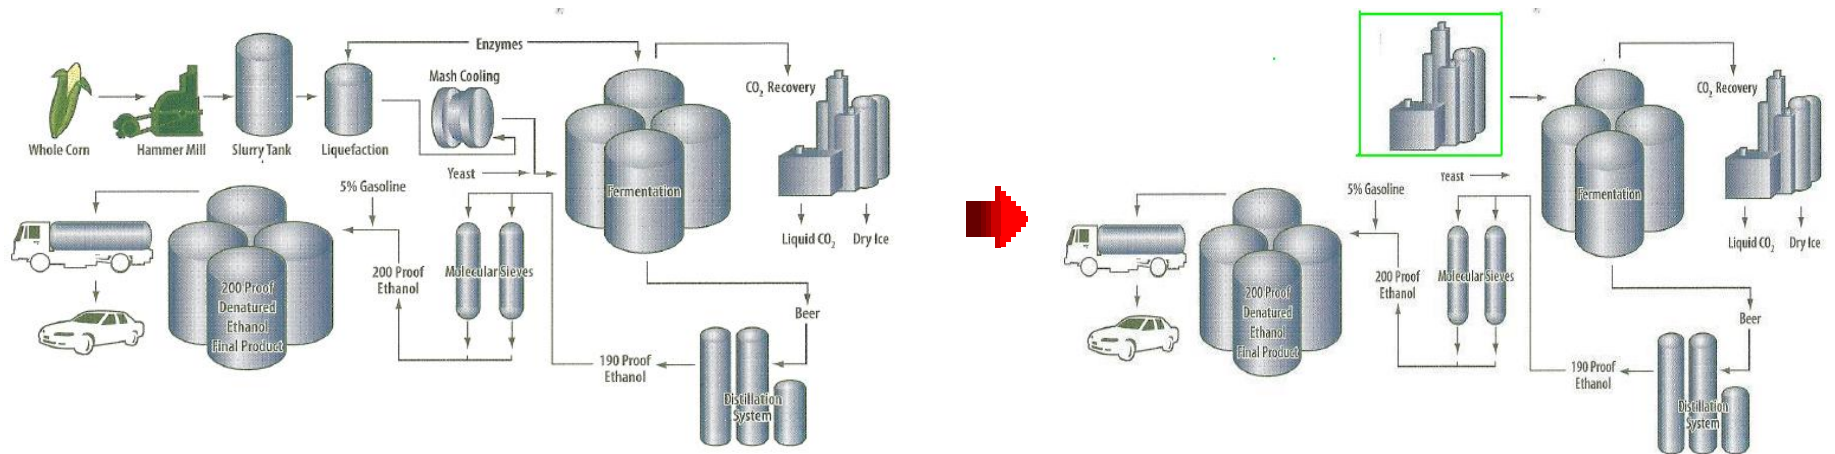 Enzymes
Mash Cooling
CO₂ Recovery
Whole Corn
Hammer Mill
Slurry Tank
Liquefaction
Yeast
5% Gasoline
Fermentation
Liquid CO₂
Dry Ice
200 Proof
Ethanol
Molecular Sieves
200 Proof
Denatured
Ethanol
Final Product
Beer
190 Proof
Ethanol
Distillation
System
CO₂ Recovery
Yeast
5% Gasoline
Fermentation
Liquid CO₂
Dry Ice
200 Proof
Ethanol
Molecular Sieves
200 Proof
Denatured
Ethanol
Final Product
Beer
190 Proof
Ethanol
Distillation
System